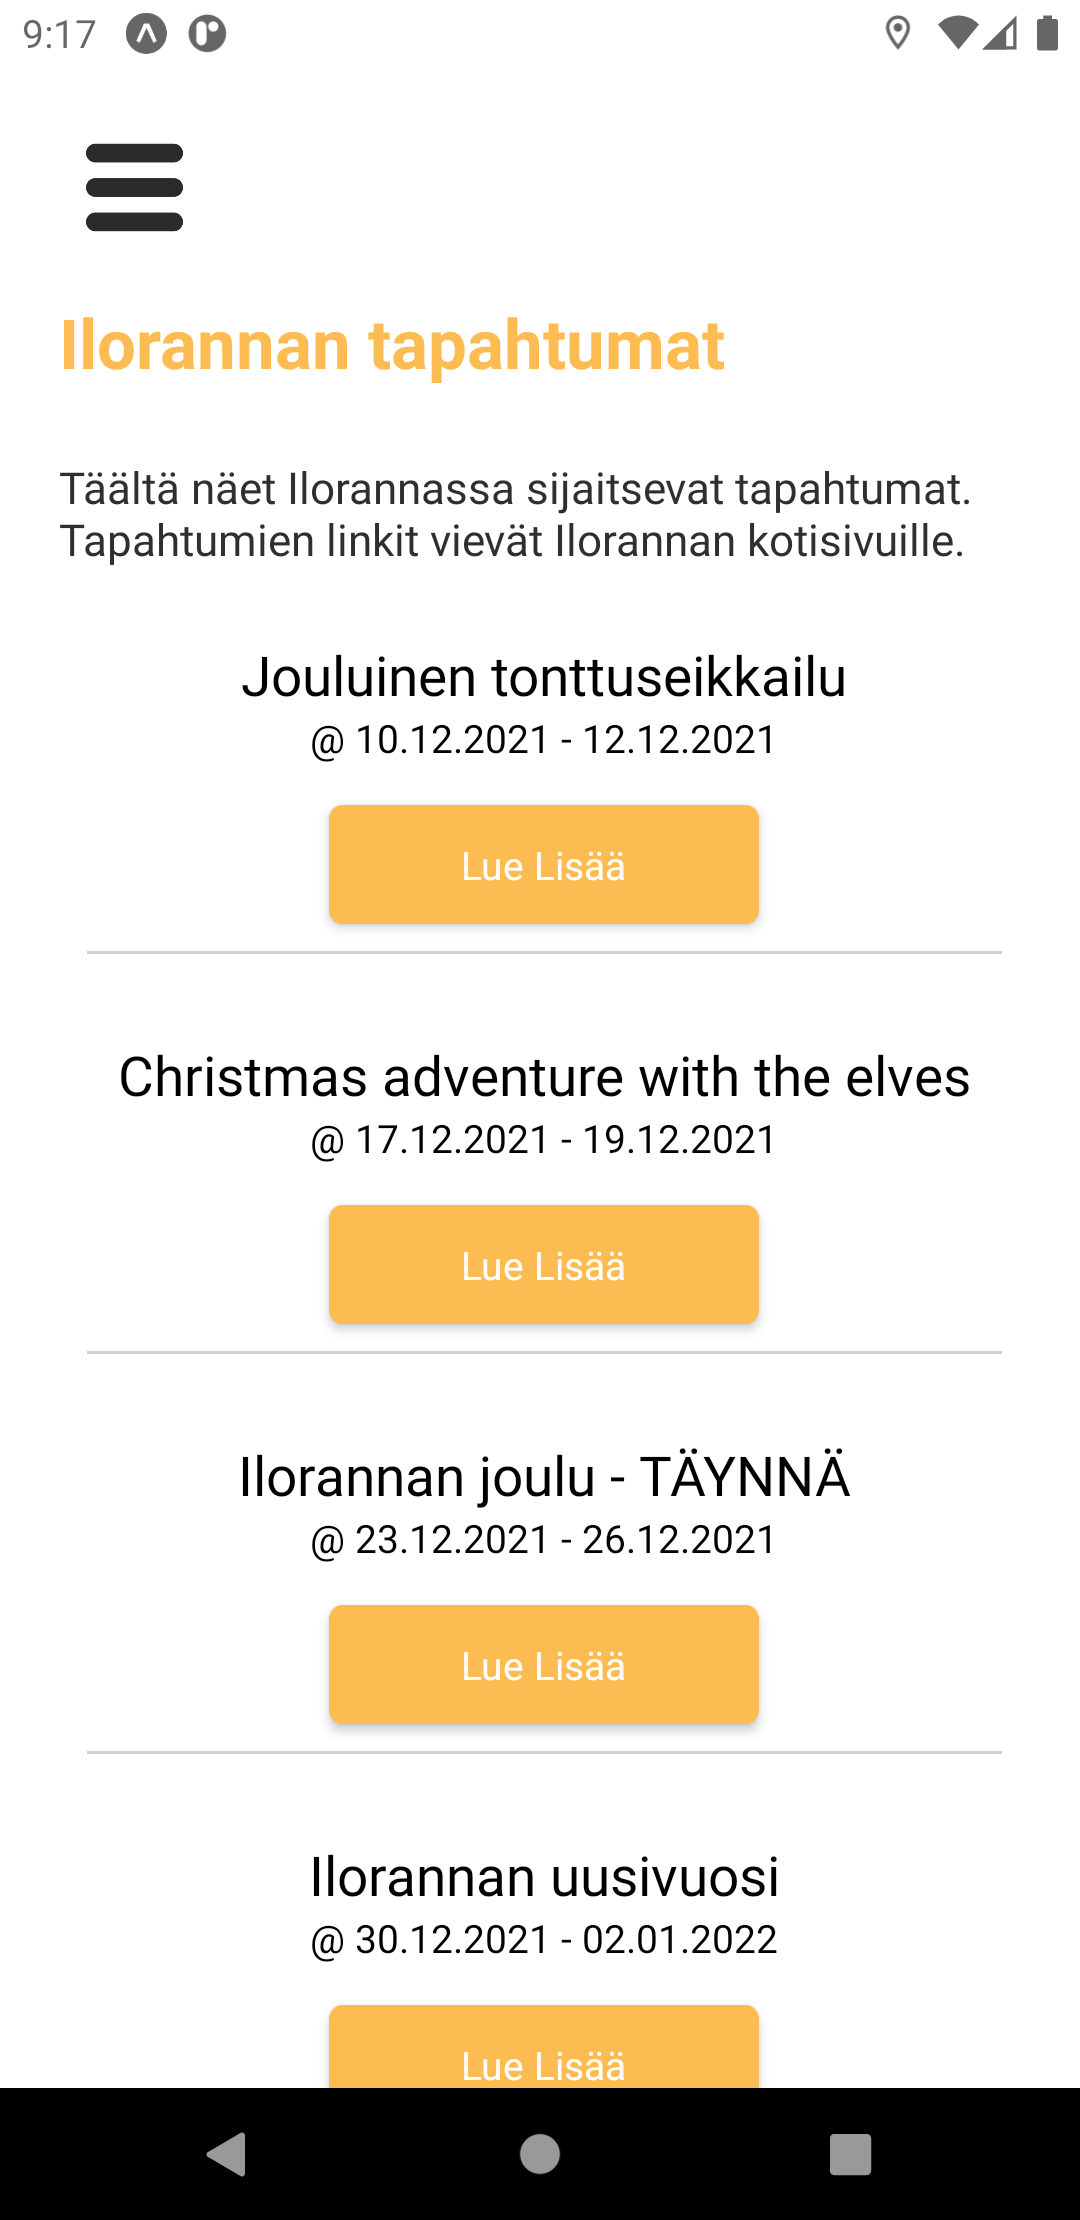 9:17
Ilorannan tapahtumat
Täältä näet Ilorannassa sijaitsevat tapahtumat.
Tapahtumien linkit vievät Ilorannan kotisivuille.
Jouluinen tonttuseikkailu
@ 10.12.2021 - 12.12.2021
Lue Lisää
Christmas adventure with the elves
@ 17.12.2021 - 19.12.2021
Lue Lisää
Ilorannan joulu - TÄYNNÄ
@ 23.12.2021 - 26.12.2021
Lue Lisää
Ilorannan uusivuosi
@ 30.12.2021 - 02.01.2022
Lue Lisää